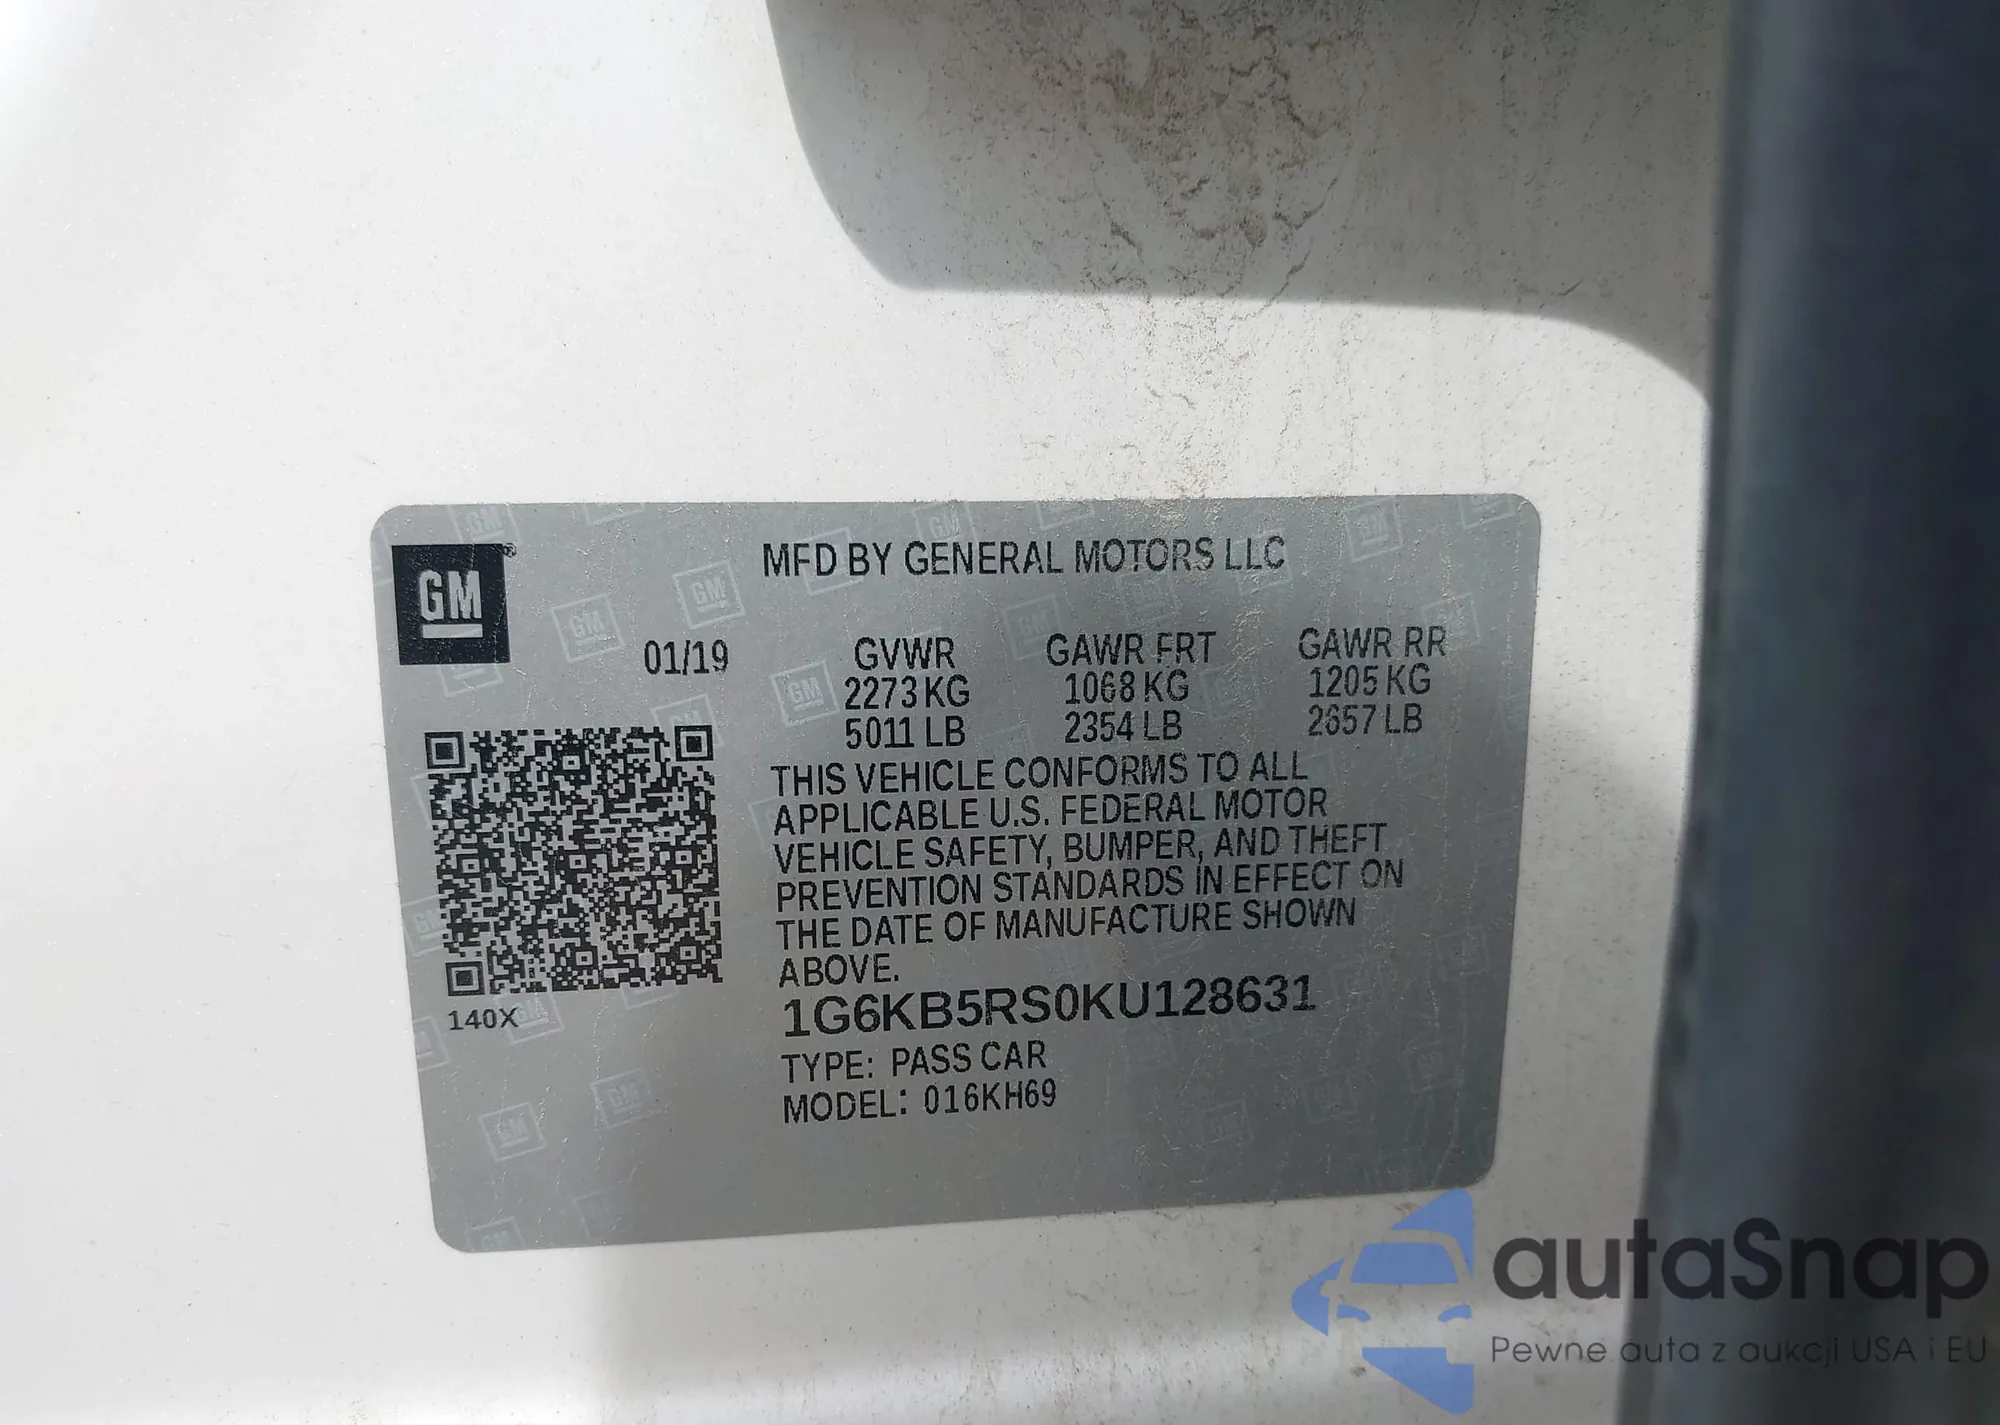 GM
MFD BY GENERAL MOTORS LLC
01/19 GVWR GAWR FRT GAWR RR
2273 KG 1068 KG 1205 KG
5011 LB 2354 LB 2657 LB
THIS VEHICLE CONFORMS TO ALL
APPLICABLE U.S. FEDERAL MOTOR
VEHICLE SAFETY, BUMPER, AND THEFT
PREVENTION STANDARDS IN EFFECT ON
THE DATE OF MANUFACTURE SHOWN
ABOVE.
140X
1G6KB5RS0KU128631
TYPE: PASS CAR
MODEL: 016KH69
autaSnap
Pewne auta z aukcji USA i EU